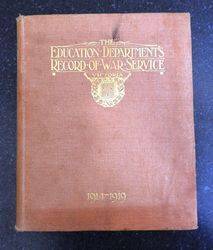 THE
EDUCATION·DEPARTMENT'S
RECORD·OF·WAR·SERVICE
VICTORIA
1914-1919